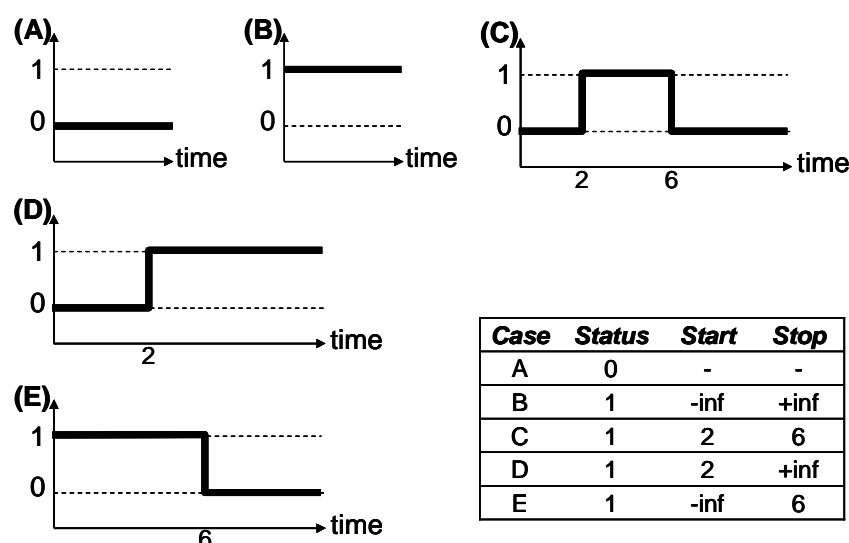 (A)
1
0
time
(B)
1
0
time
(C)
1
0
time
2 6
(D)
1
0
time
2
(E)
1
0
time
6
Case Status Start Stop
A 0 - -
B 1 -inf +inf
C 1 2 6
D 1 2 +inf
E 1 -inf 6